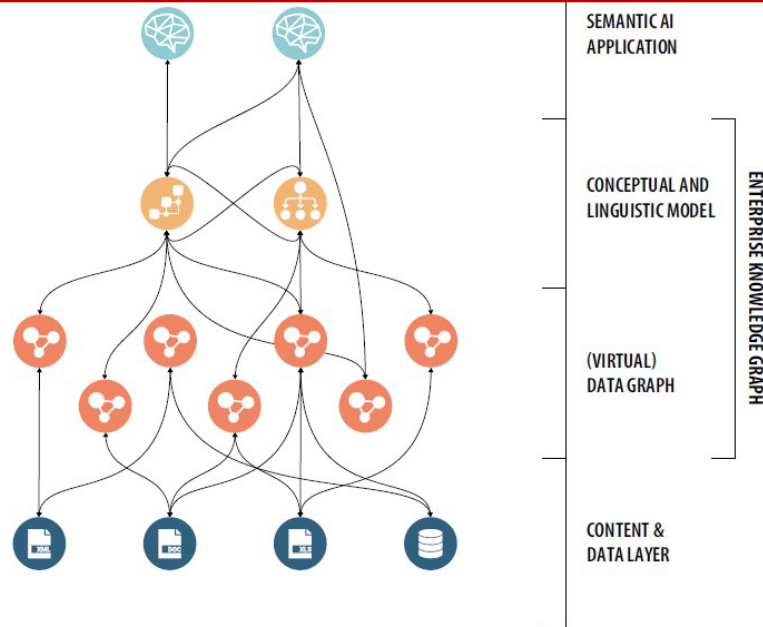 SEMANTIC AI
APPLICATION
CONCEPTUAL AND
LINGUISTIC MODEL
ENTERPRISE KNOWLEDGE GRAPH
(VIRTUAL)
DATA GRAPH
XML
DOC
XLS
CONTENT &
DATA LAYER